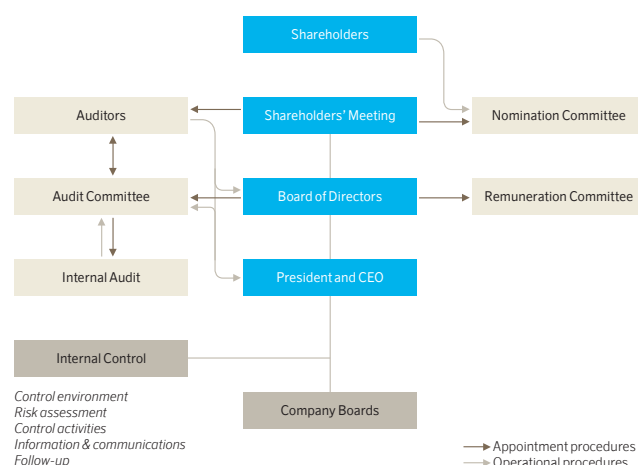 Shareholders
Auditors
Shareholders' Meeting
Nomination Committee
Audit Committee
Board of Directors
Remuneration Committee
Internal Audit
President and CEO
Internal Control
Control environment
Risk assessment
Control activities
Information & communications
Follow-up
Company Boards
Appointment procedures
Operational procedures